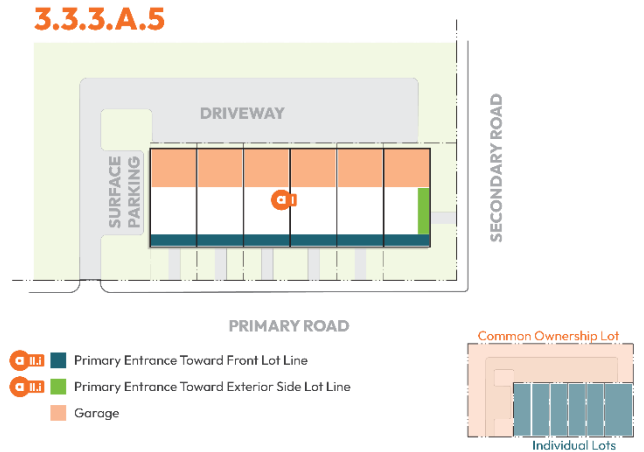 3.3.3.A.5
DRIVEWAY
SURFACE
PARKING
SECONDARY ROAD
a I
PRIMARY ROAD
a II.i Primary Entrance Toward Front Lot Line
a II.i Primary Entrance Toward Exterior Side Lot Line
Garage
Common Ownership Lot
Individual Lots